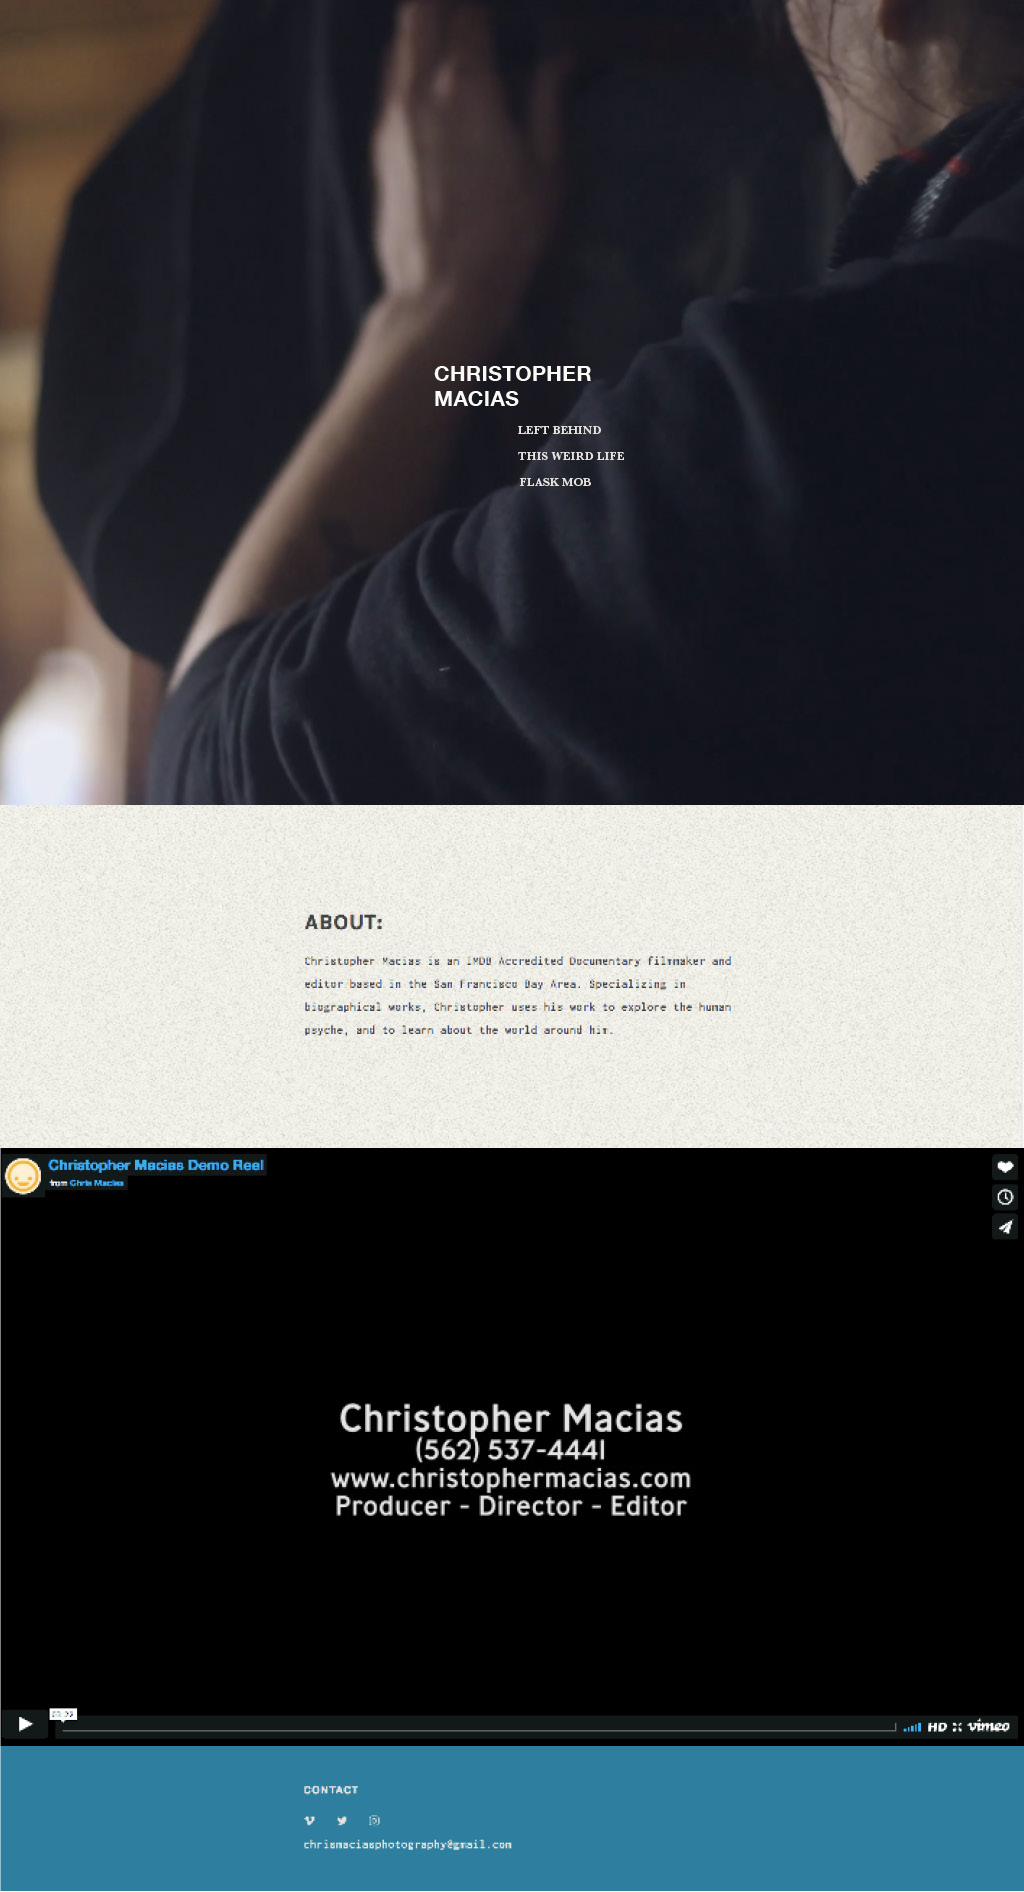 CHRISTOPHER
MACIAS
LEFT BEHIND
THIS WEIRD LIFE
FLASK MOB
ABOUT:
Christopher Macias is an IMDB Accredited Documentary filmmaker and
editor based in the San Francisco Bay Area. Specializing in
biographical works, Christopher uses his work to explore the human
psyche, and to learn about the world around him.
Christopher Macias Demo Reel
from Chris Macias
Christopher Macias
(562) 537-4441
www.christophermacias.com
Producer - Director - Editor
HD vimeo
CONTACT
chrismaciasphotography@gmail.com